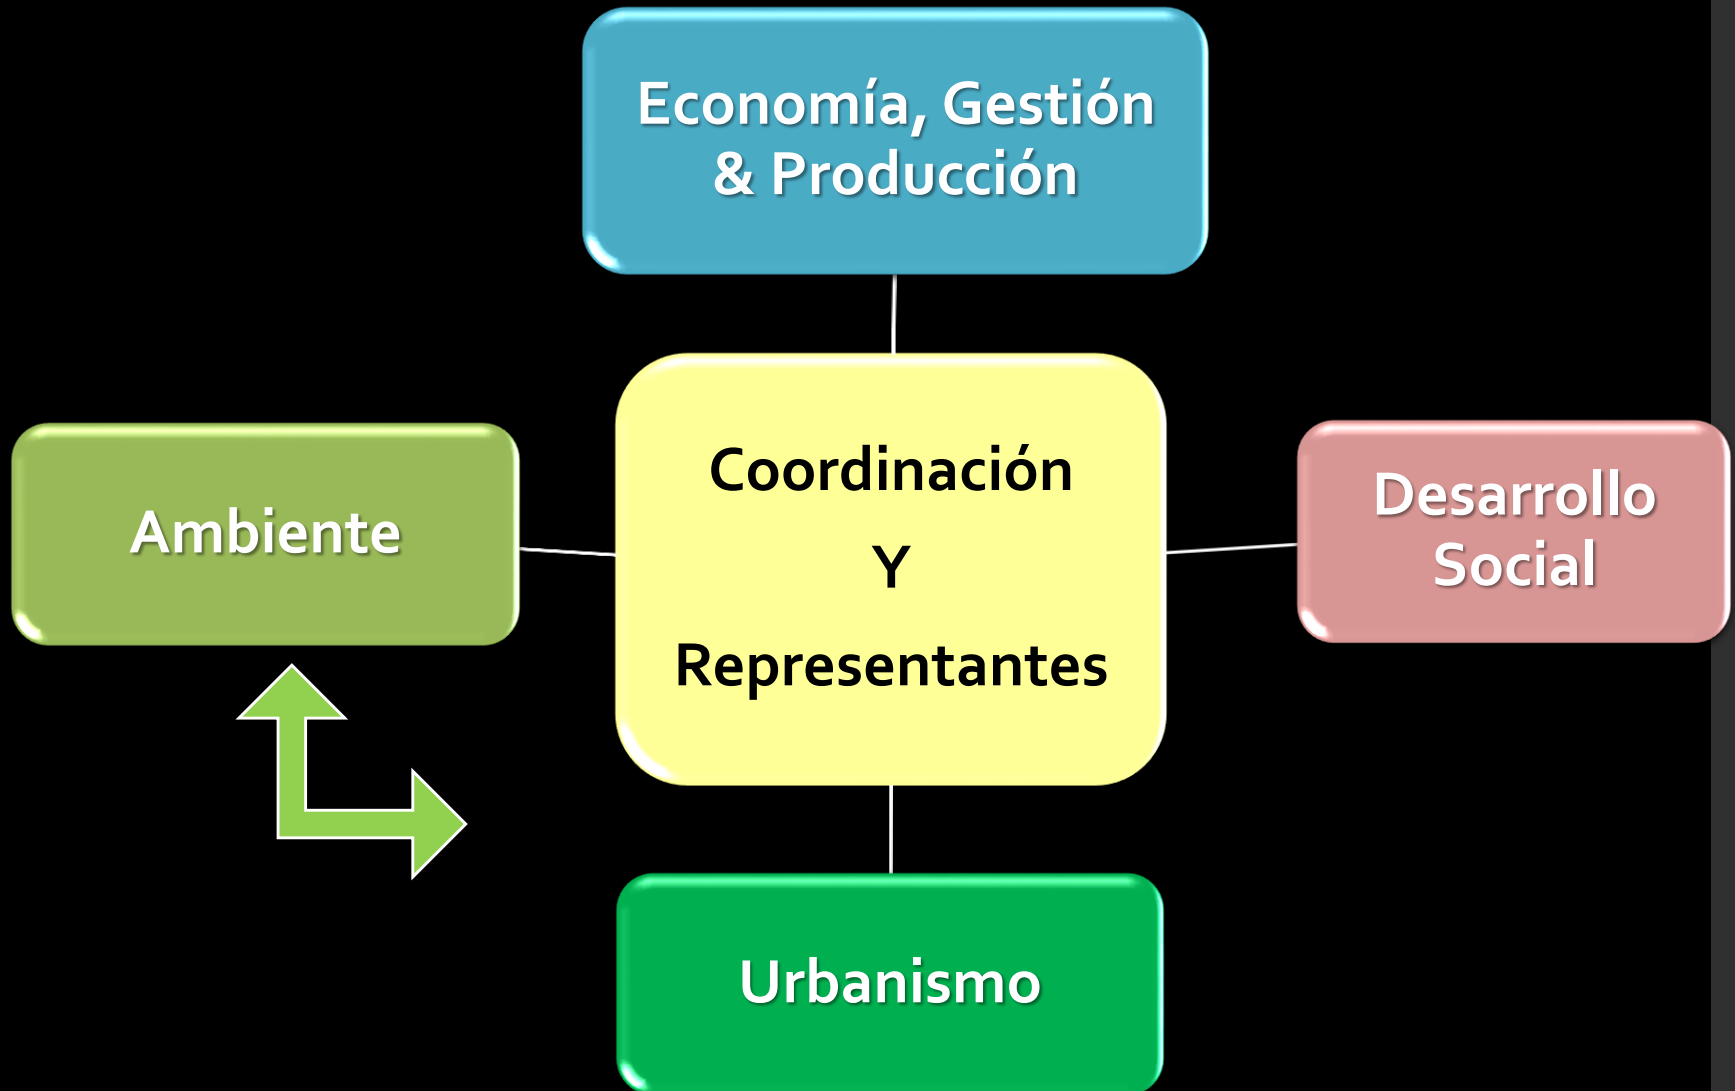 Economía, Gestión
& Producción
Ambiente
Coordinación
Y
Representantes
Desarrollo
Social
Urbanismo